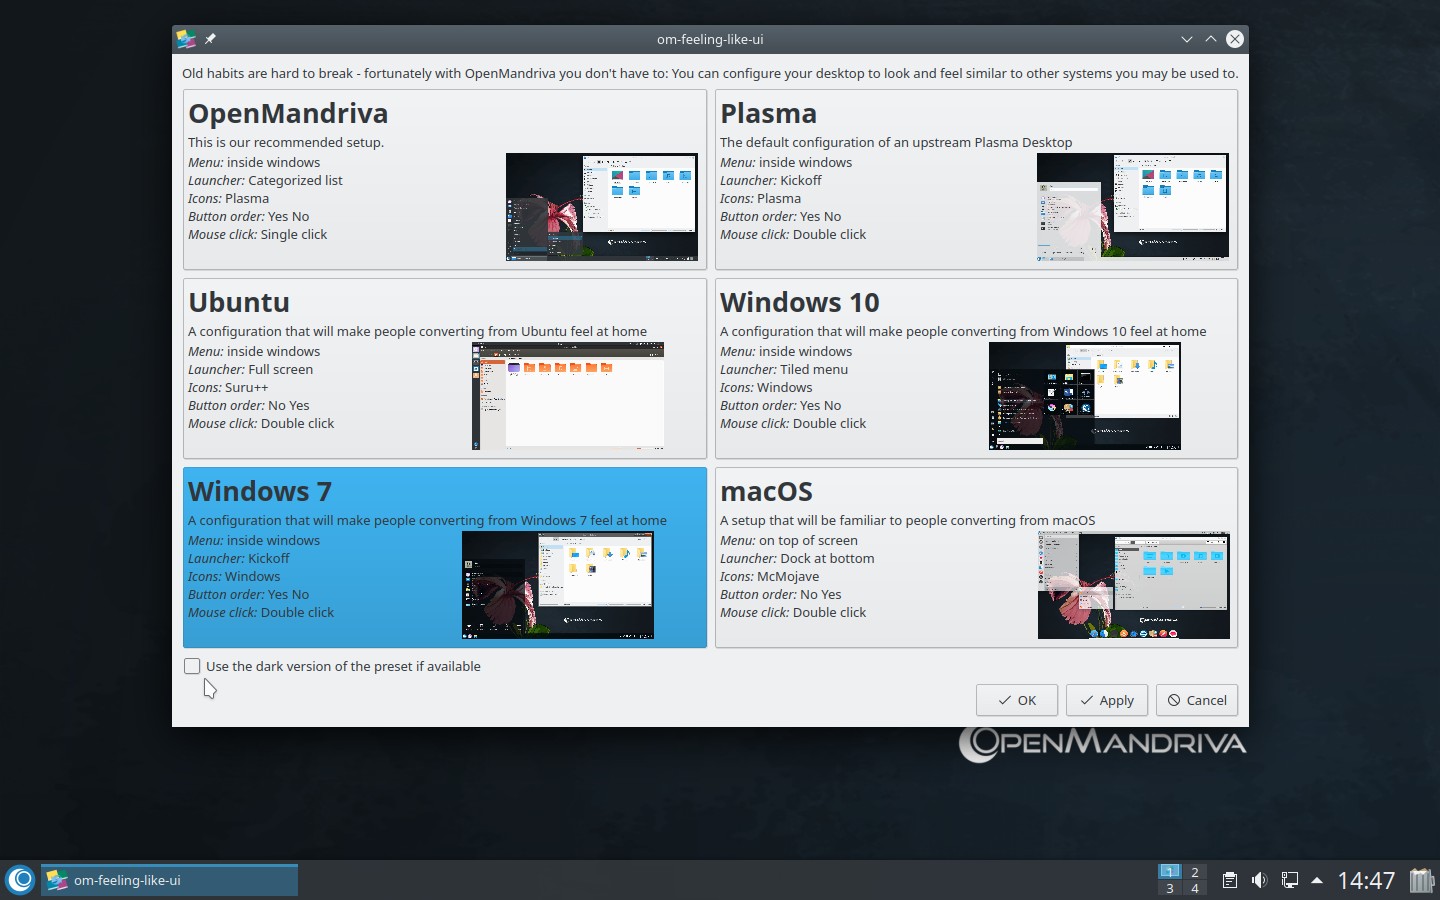 om-feeling-like-ui
Old habits are hard to break - fortunately with OpenMandriva you don't have to: You can configure your desktop to look and feel similar to other systems you may be used to.
OpenMandriva
This is our recommended setup.
Menu: inside windows
Launcher: Categorized list
Icons: Plasma
Button order: Yes No
Mouse click: Single click
Plasma
The default configuration of an upstream Plasma Desktop
Menu: inside windows
Launcher: Kickoff
Icons: Plasma
Button order: Yes No
Mouse click: Double click
Ubuntu
A configuration that will make people converting from Ubuntu feel at home
Menu: inside windows
Launcher: Full screen
Icons: Suru++
Button order: No Yes
Mouse click: Double click
Windows 10
A configuration that will make people converting from Windows 10 feel at home
Menu: inside windows
Launcher: Tiled menu
Icons: Windows
Button order: Yes No
Mouse click: Double click
Windows 7
A configuration that will make people converting from Windows 7 feel at home
Menu: inside windows
Launcher: Kickoff
Icons: Windows
Button order: Yes No
Mouse click: Double click
macOS
A setup that will be familiar to people converting from macOS
Menu: on top of screen
Launcher: Dock at bottom
Icons: McMojave
Button order: No Yes
Mouse click: Double click
Use the dark version of the preset if available
OK
Apply
Cancel
OPENMANDRIVA
om-feeling-like-ui
1 2
3 4
14:47